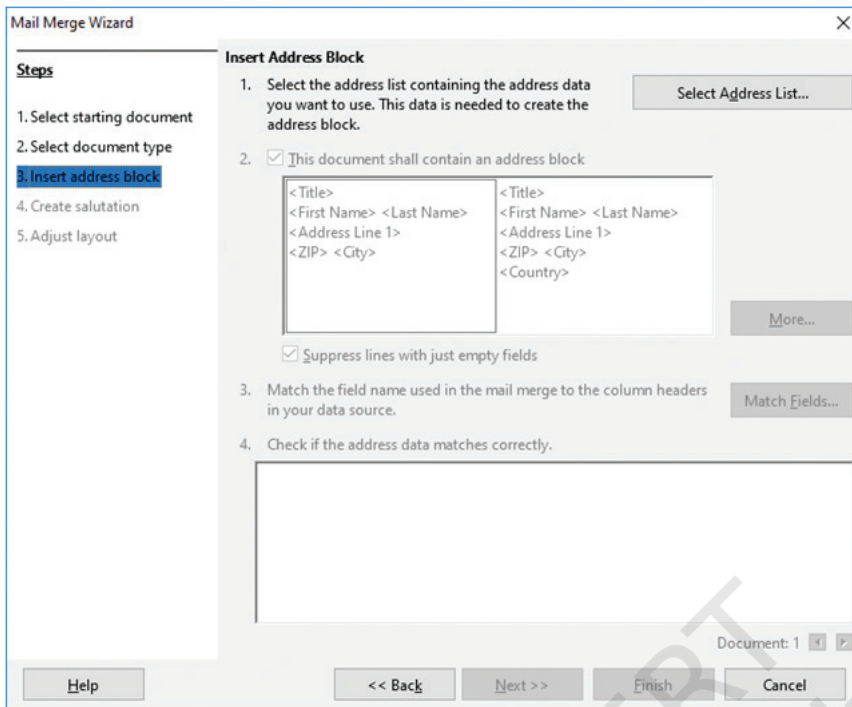 Mail Merge Wizard
Steps
1. Select starting document
2. Select document type
3. Insert address block
4. Create salutation
5. Adjust layout
Insert Address Block
1. Select the address list containing the address data
you want to use. This data is needed to create the
address block.
Select Address List...
2. This document shall contain an address block
<Title>
<First Name> <Last Name>
<Address Line 1>
<ZIP> <City>
<Title>
<First Name> <Last Name>
<Address Line 1>
<ZIP> <City>
<Country>
More...
Suppress lines with just empty fields
3. Match the field name used in the mail merge to the column headers
in your data source.
Match Fields...
4. Check if the address data matches correctly.
Document: 1
Help
<< Back
Next >>
Finish
Cancel